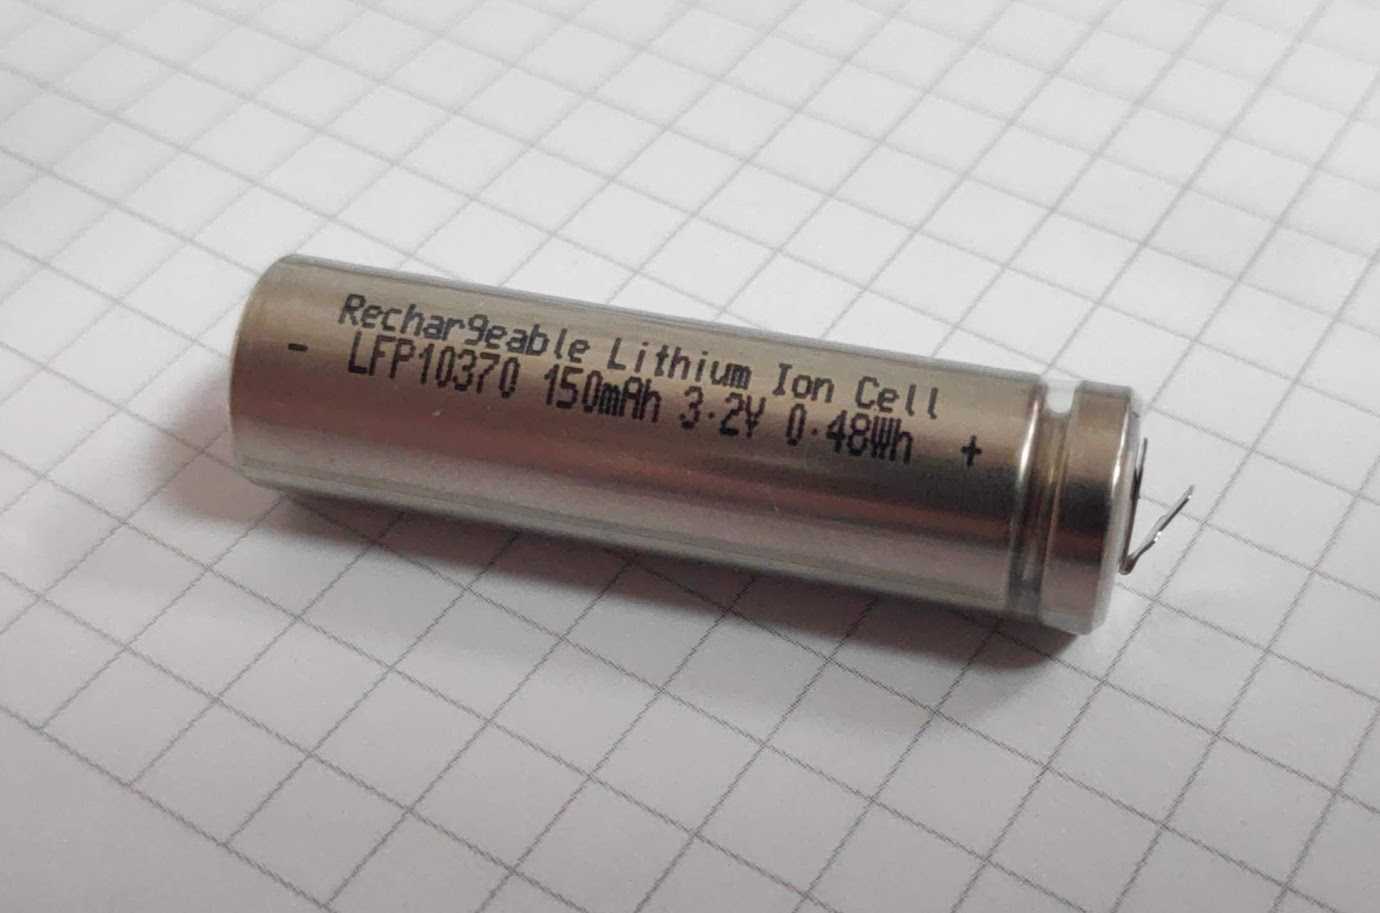 Rechargeable Lithium Ion Cell
- LFP10370 150mAh 3.2V 0.48Wh +